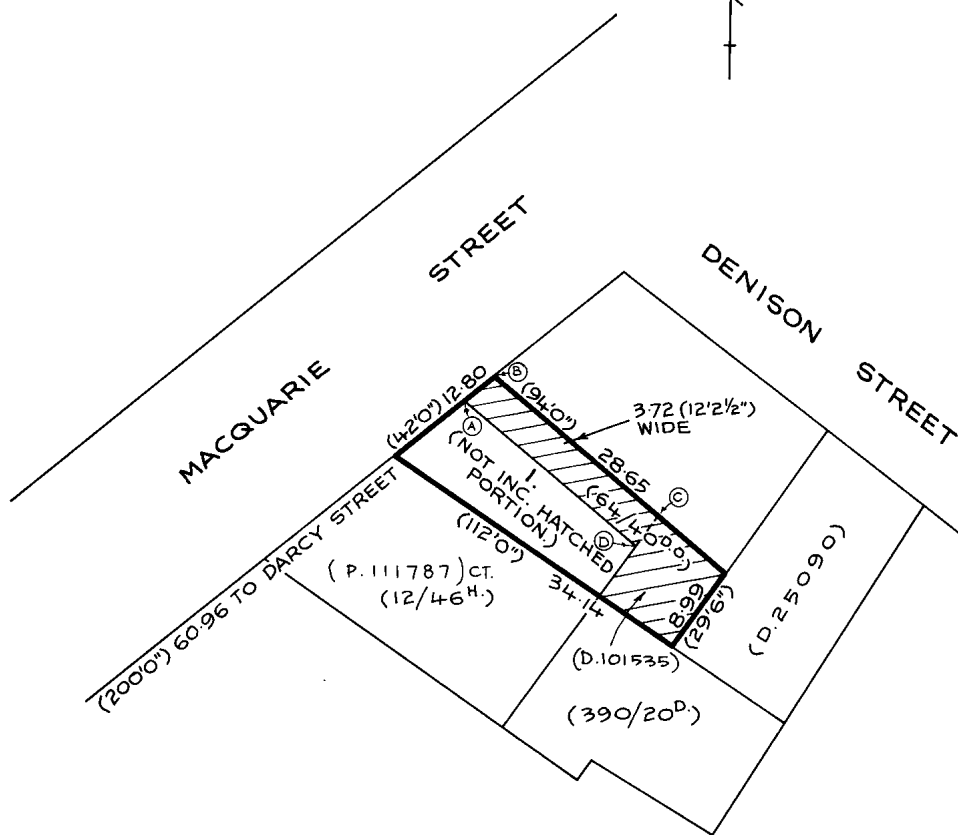 MACQUARIE STREET
DENISON STREET
(42'0") 12·80
Ⓑ
(94'0")
28·65
3·72 (12'2½")
WIDE
Ⓐ
Ⓒ
Ⓓ
1.
(NOT INC. HATCHED
PORTION.)
(64/40 D.O.)
(112'0")
34·14
8·99
(29'6")
(P. 111787) CT.
(12/46 H.)
(200'0") 60·96 TO DARCY STREET
(D.101535)
(390/20 D.)
(D.25090)